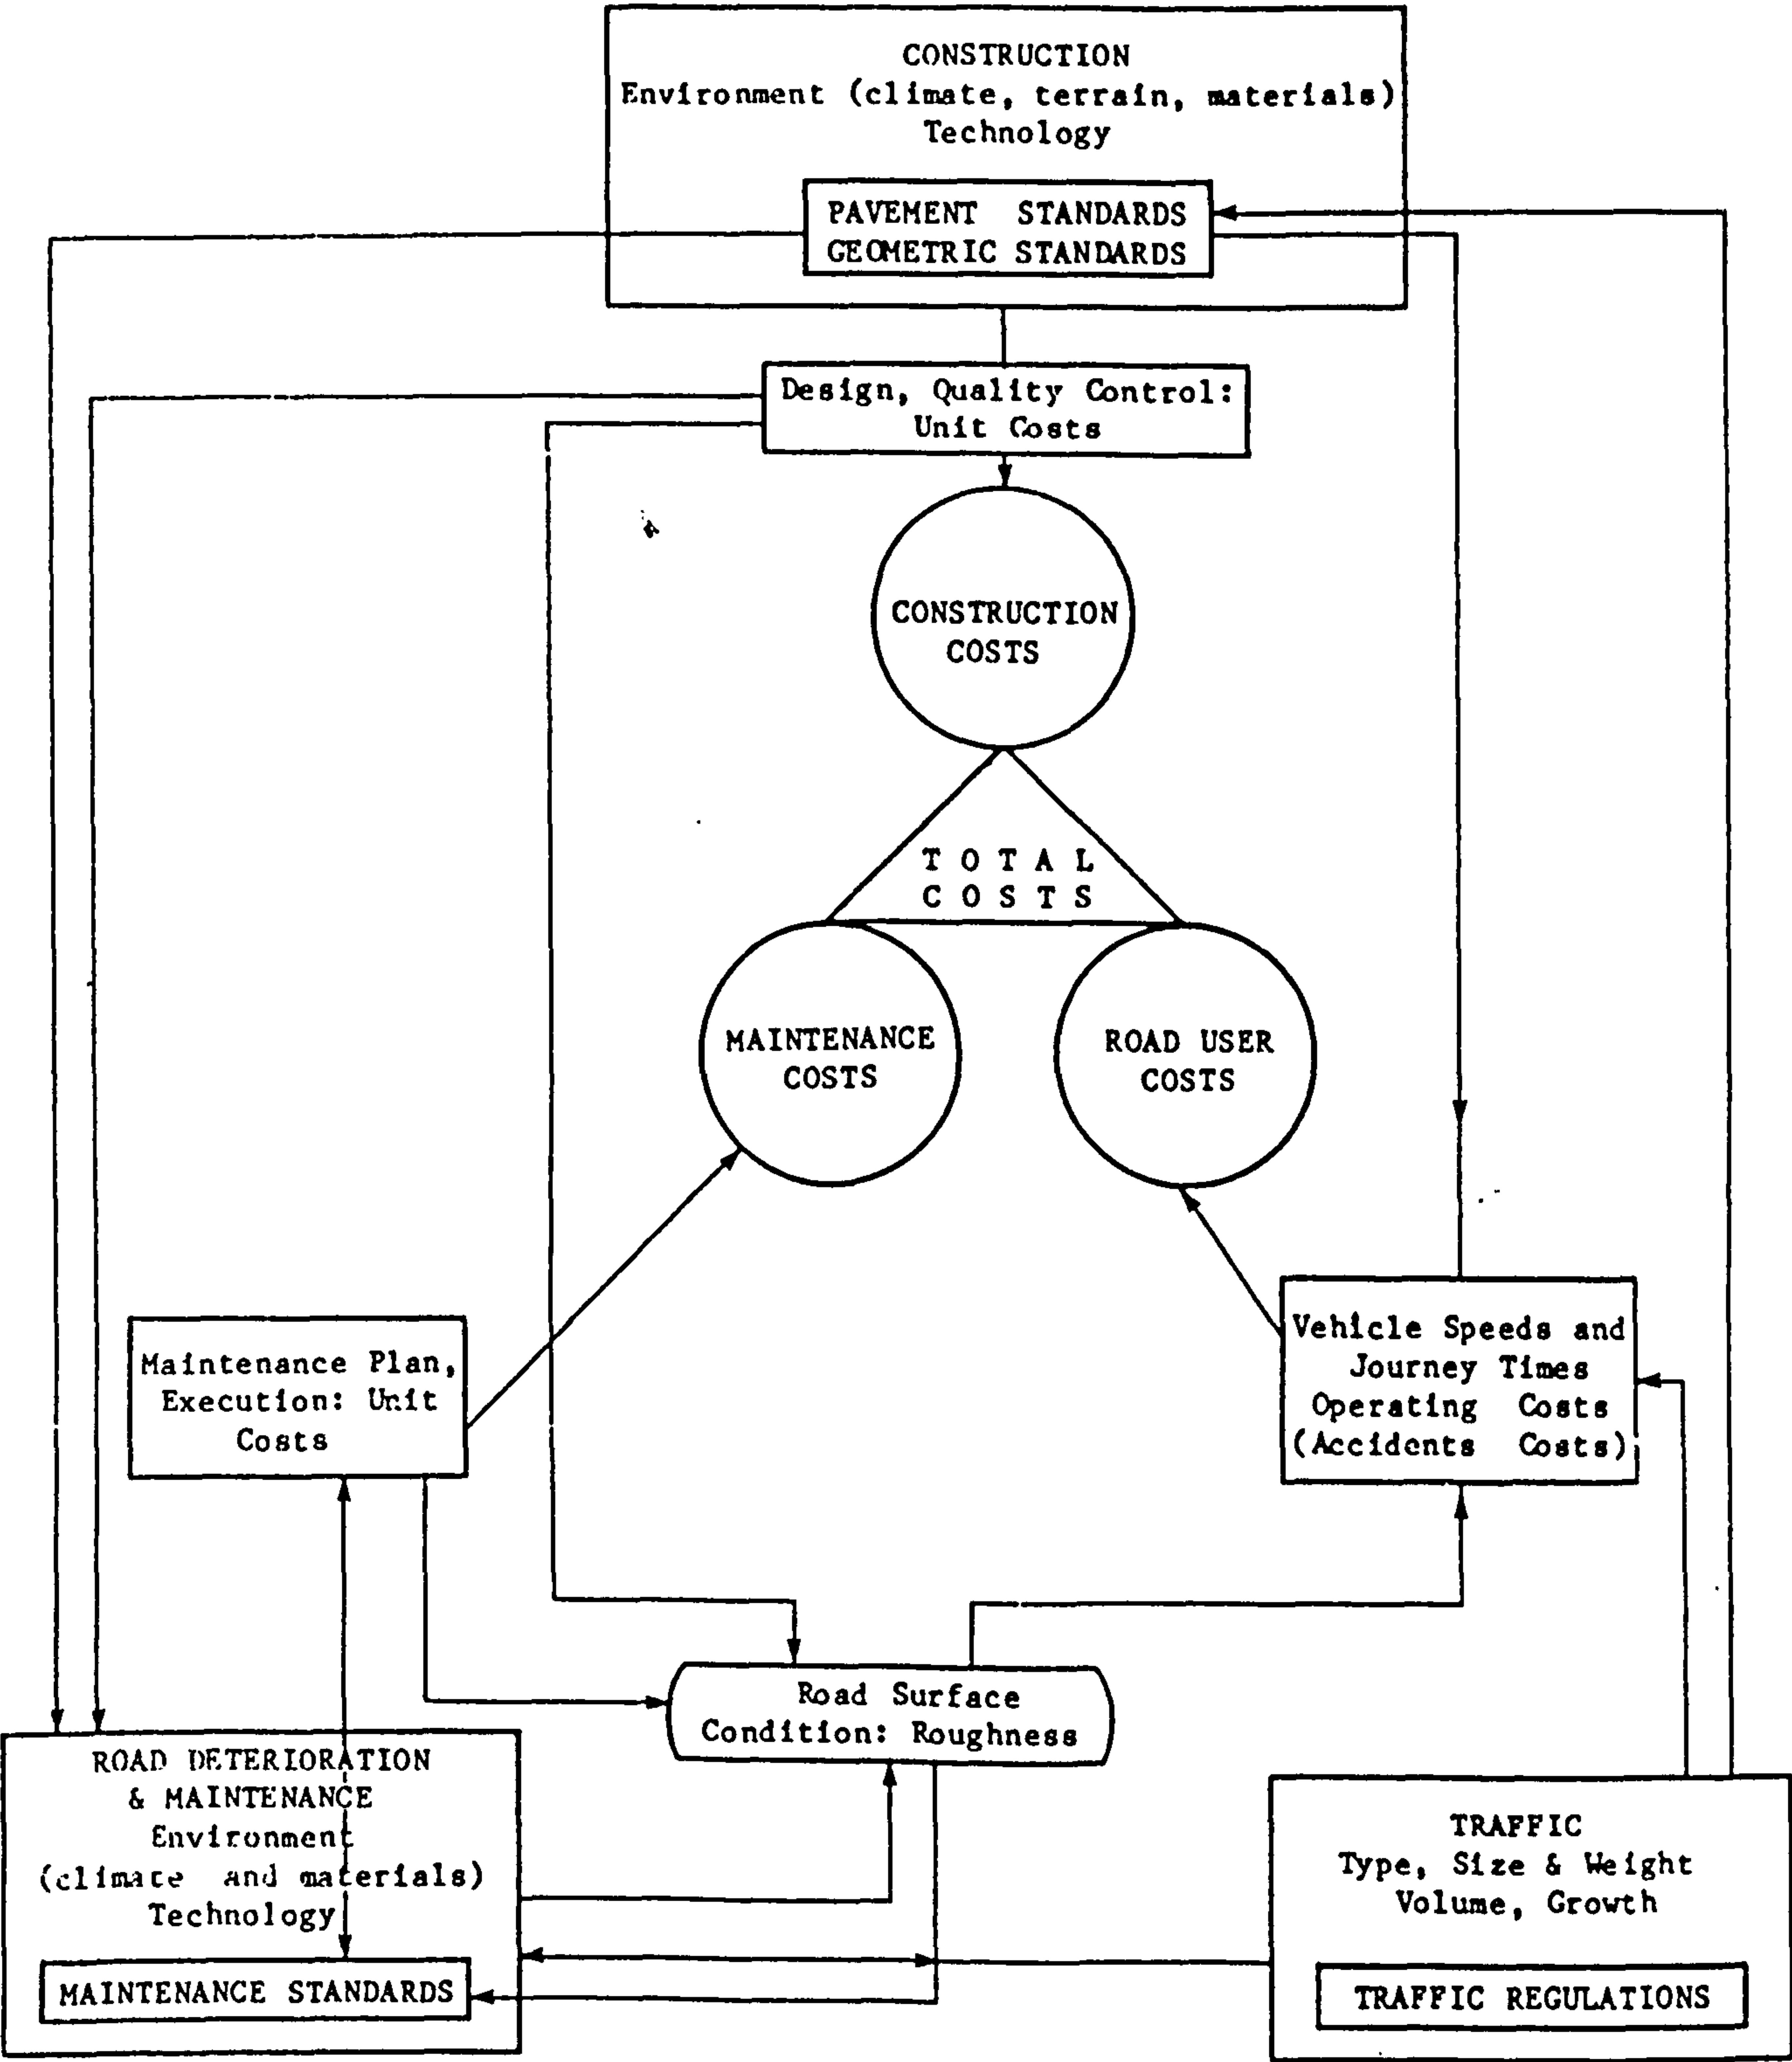 CONSTRUCTION
Environment (climate, terrain, materials)
Technology
PAVEMENT STANDARDS
GEOMETRIC STANDARDS
Design, Quality Control:
Unit Costs
CONSTRUCTION
COSTS
TOTAL
COSTS
MAINTENANCE
COSTS
ROAD USER
COSTS
Maintenance Plan,
Execution: Unit
Costs
Vehicle Speeds and
Journey Times
Operating Costs
(Accidents Costs)
Road Surface
Condition: Roughness
ROAD DETERIORATION
& MAINTENANCE
Environment
(climate and materials)
Technology
MAINTENANCE STANDARDS
TRAFFIC
Type, Size & Weight
Volume, Growth
TRAFFIC REGULATIONS